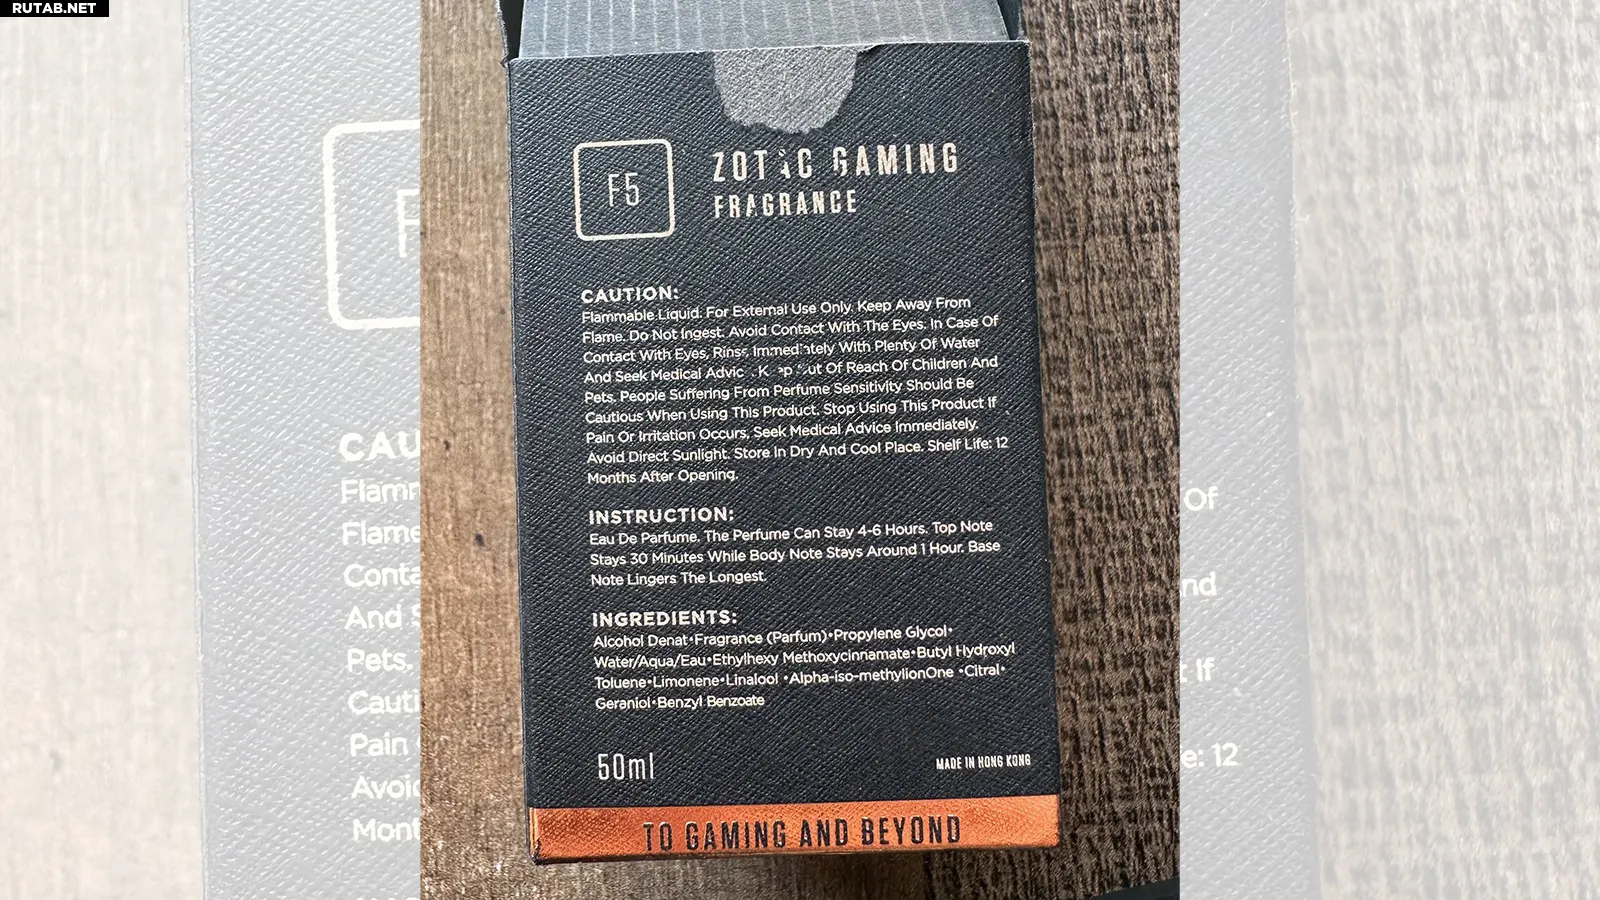 RUTAB.NET
F5
ZOTAC GAMING
FRAGRANCE
CAUTION:
Flammable Liquid. For External Use Only. Keep Away From
Flame. Do Not Ingest. Avoid Contact With The Eyes. In Case Of
Contact With Eyes, Rinse Immediately With Plenty Of Water
And Seek Medical Advice. Keep Out Of Reach Of Children And
Pets. People Suffering From Perfume Sensitivity Should Be
Cautious When Using This Product. Stop Using This Product If
Pain Or Irritation Occurs, Seek Medical Advice Immediately.
Avoid Direct Sunlight. Store In Dry And Cool Place. Shelf Life: 12
Months After Opening.
INSTRUCTION:
Eau De Parfume. The Perfume Can Stay 4-6 Hours. Top Note
Stays 30 Minutes While Body Note Stays Around 1 Hour. Base
Note Lingers The Longest.
INGREDIENTS:
Alcohol Denat•Fragrance (Parfum)•Propylene Glycol•
Water/Aqua/Eau•Ethylhexy Methoxycinnamate•Butyl Hydroxyl
Toluene•Limonene•Linalool •Alpha-iso-methylionOne •Citral•
Geraniol•Benzyl Benzoate
50ml
MADE IN HONG KONG
TO GAMING AND BEYOND